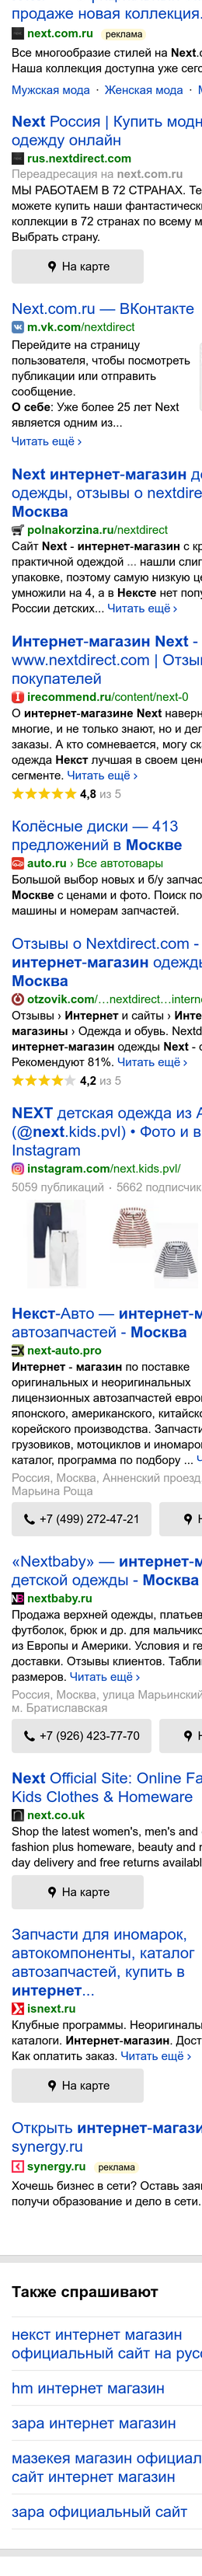 продаже новая коллекция.
next.com.ru реклама
Все многообразие стилей на Next.c
Наша коллекция доступна уже сего
Мужская мода · Женская мода ·
Next Россия | Купить модн
одежду онлайн
rus.nextdirect.com
Переадресация на next.com.ru
МЫ РАБОТАЕМ В 72 СТРАНАХ. Те
можете купить наши фантастическ
коллекции в 72 странах по всему м
Выбрать страну.
На карте
Next.com.ru — ВКонтакте
m.vk.com/nextdirect
Перейдите на страницу
пользователя, чтобы посмотреть
публикации или отправить
сообщение.
О себе: Уже более 25 лет Next
является одним из...
Читать ещё ›
Next интернет-магазин де
одежды, отзывы о nextdire
Москва
polnakorzina.ru/nextdirect
Сайт Next - интернет-магазин с кр
практичной одеждой ... нашли слиг
упаковке, поэтому самую низкую це
умножили на 4, а в Нексте нет попу
России детских... Читать ещё ›
Интернет-магазин Next -
www.nextdirect.com | Отзы
покупателей
irecommend.ru/content/next-0
О интернет-магазине Next наверн
многие, и не только знают, но и дел
заказы. А кто сомневается, могу ска
одежда Некст лучшая в своем цено
сегменте. Читать ещё ›
4,8 из 5
Колёсные диски — 413
предложений в Москве
auto.ru › Все автотовары
Большой выбор новых и б/у запчас
Москве с ценами и фото. Поиск по
машины и номерам запчастей.
Отзывы о Nextdirect.com -
интернет-магазин одежды
Москва
otzovik.com/…nextdirect…interne
Отзывы › Интернет и сайты › Инте
магазины › Одежда и обувь. Nextd
интернет-магазин одежды Next - о
Рекомендуют 81%. Читать ещё ›
4,2 из 5
NEXT детская одежда из А
(@next.kids.pvl) • Фото и в
Instagram
instagram.com/next.kids.pvl/
5059 публикаций · 5662 подписчик
Некст-Авто — интернет-м
автозапчастей - Москва
next-auto.pro
Интернет - магазин по поставке
оригинальных и неоригинальных
лицензионных автозапчастей евро
японского, американского, китайск
корейского производства. Запчасти
грузовиков, мотоциклов и иномаро
каталог, программа по подбору ... Ч
Россия, Москва, Анненский проезд
Марьина Роща
+7 (499) 272-47-21
«Nextbaby» — интернет-м
детской одежды - Москва
nextbaby.ru
Продажа верхней одежды, платьев
футболок, брюк и др. для мальчико
из Европы и Америки. Условия и ге
доставки. Отзывы клиентов. Табли
размеров. Читать ещё ›
Россия, Москва, улица Марьинский
м. Братиславская
+7 (926) 423-77-70
Next Official Site: Online Fa
Kids Clothes & Homeware
next.co.uk
Shop the latest women's, men's and
fashion plus homeware, beauty and r
day delivery and free returns availabl
На карте
Запчасти для иномарок,
автокомпоненты, каталог
автозапчастей, купить в
интернет...
isnext.ru
Клубные программы. Неоригиналы
каталоги. Интернет-магазин. Дост
Как оплатить заказ. Читать ещё ›
На карте
Открыть интернет-магази
synergy.ru
synergy.ru реклама
Хочешь бизнес в сети? Оставь заяв
получи образование и дело в сети.
Также спрашивают
некст интернет магазин
официальный сайт на русс
hm интернет магазин
зара интернет магазин
мазекея магазин официал
сайт интернет магазин
зара официальный сайт